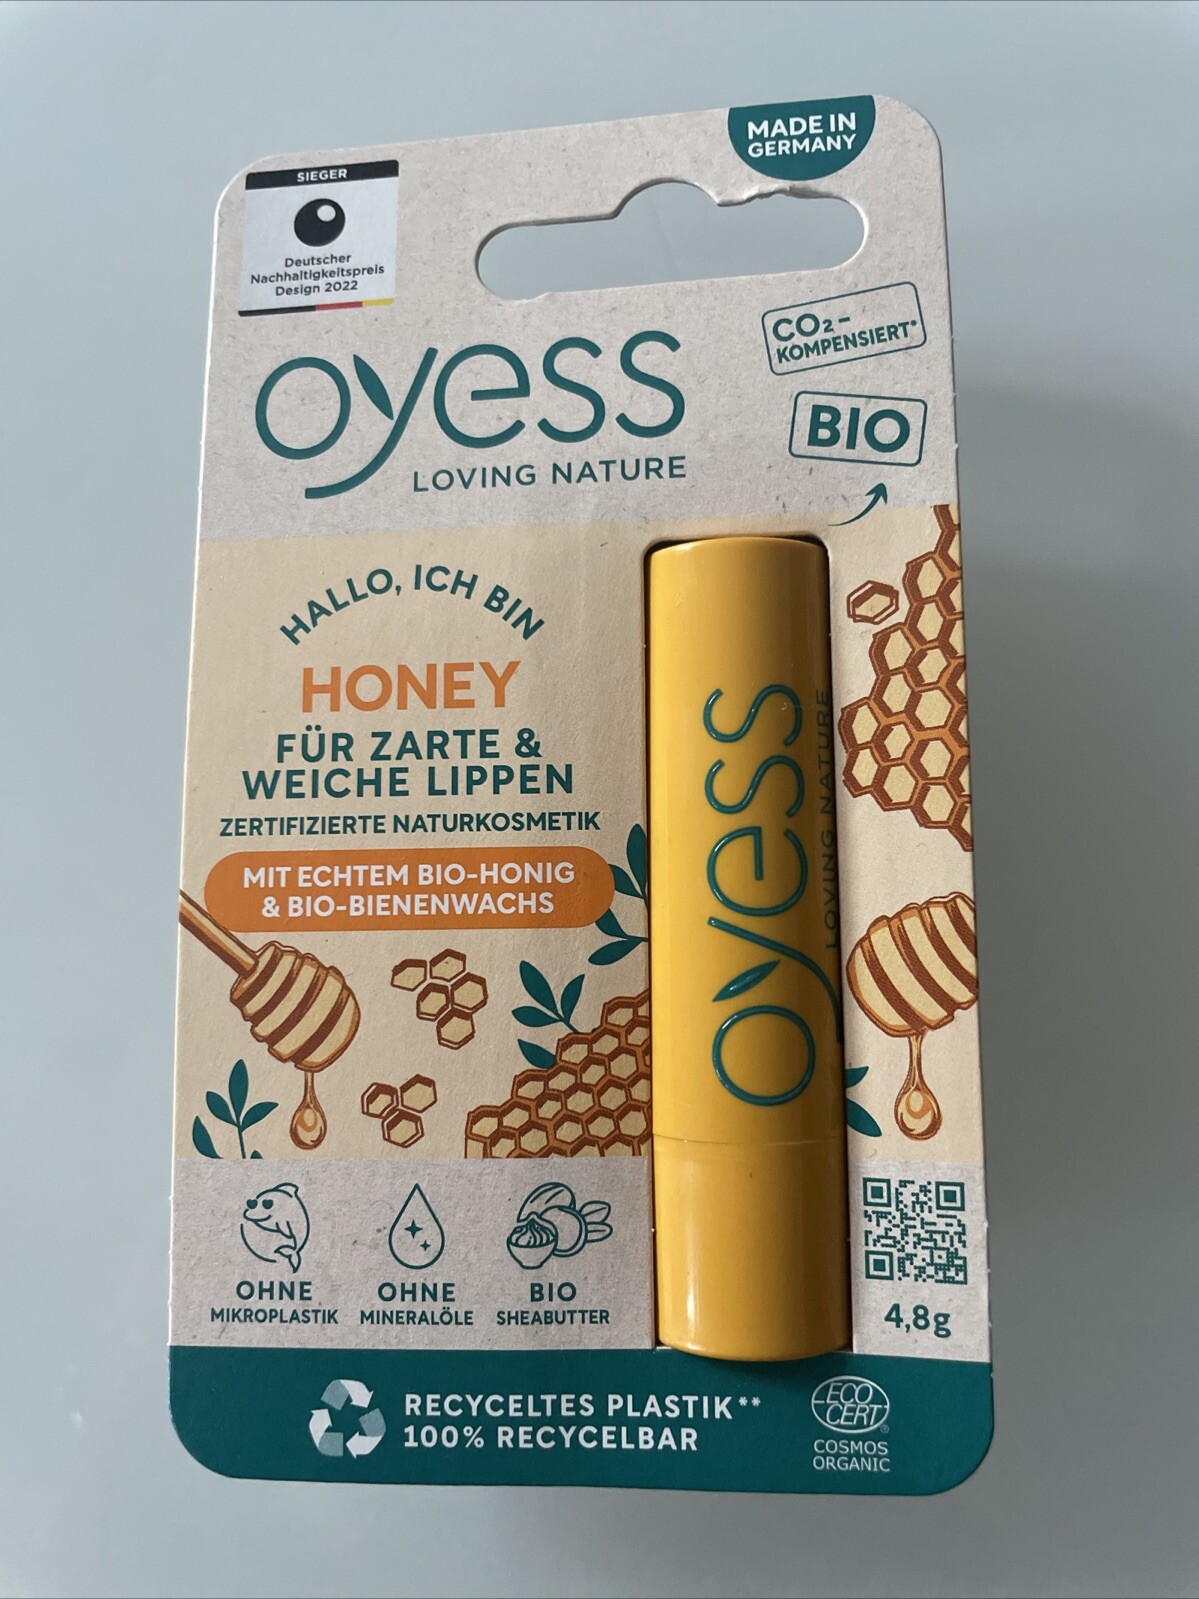 MADE IN
GERMANY
SIEGER
Deutscher
Nachhaltigkeitspreis
Design 2022
CO₂-
KOMPENSIERT*
oyess
LOVING NATURE
BIO
HALLO, ICH BIN
HONEY
FÜR ZARTE &
WEICHE LIPPEN
ZERTIFIZIERTE NATURKOSMETIK
MIT ECHTEM BIO-HONIG
& BIO-BIENENWACHS
oyess
LOVING NATURE
OHNE
MIKROPLASTIK
OHNE
MINERALÖLE
BIO
SHEABUTTER
4,8g
RECYCELTES PLASTIK**
100% RECYCELBAR
ECO
CERT®
COSMOS
ORGANIC